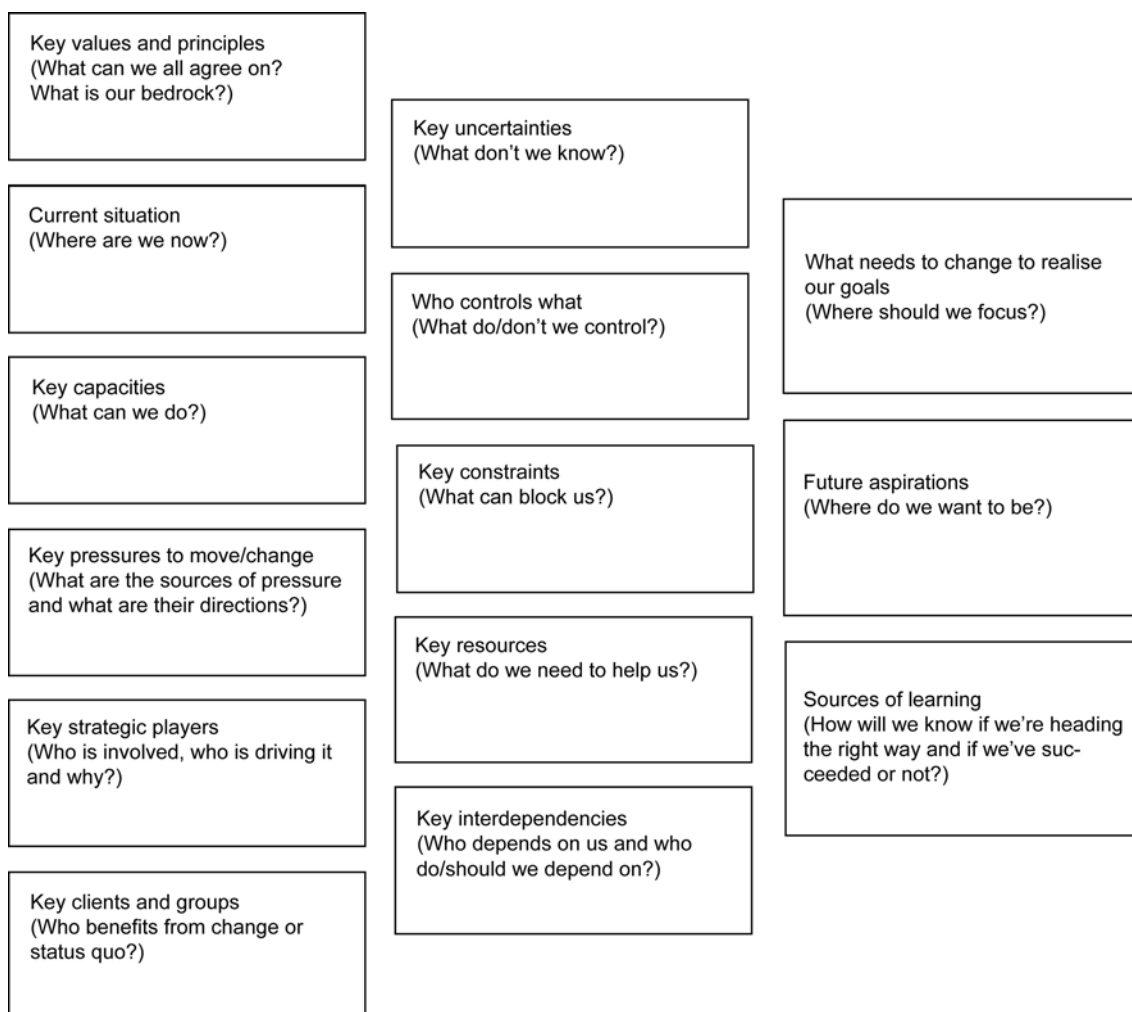 Key values and principles
(What can we all agree on?
What is our bedrock?)
Current situation
(Where are we now?)
Key capacities
(What can we do?)
Key pressures to move/change
(What are the sources of pressure
and what are their directions?)
Key strategic players
(Who is involved, who is driving it
and why?)
Key clients and groups
(Who benefits from change or
status quo?)
Key uncertainties
(What don’t we know?)
Who controls what
(What do/don’t we control?)
Key constraints
(What can block us?)
Key resources
(What do we need to help us?)
Key interdependencies
(Who depends on us and who
do/should we depend on?)
What needs to change to realise
our goals
(Where should we focus?)
Future aspirations
(Where do we want to be?)
Sources of learning
(How will we know if we’re heading
the right way and if we’ve suc-
ceeded or not?)